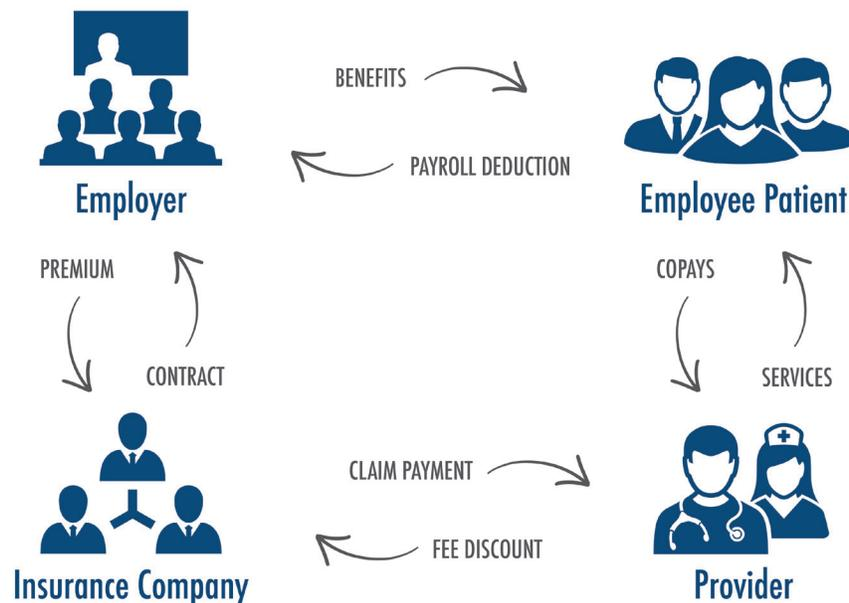 BENEFITS
PAYROLL DEDUCTION
Employer
Employee Patient
PREMIUM
CONTRACT
COPAYS
SERVICES
CLAIM PAYMENT
FEE DISCOUNT
Insurance Company
Provider